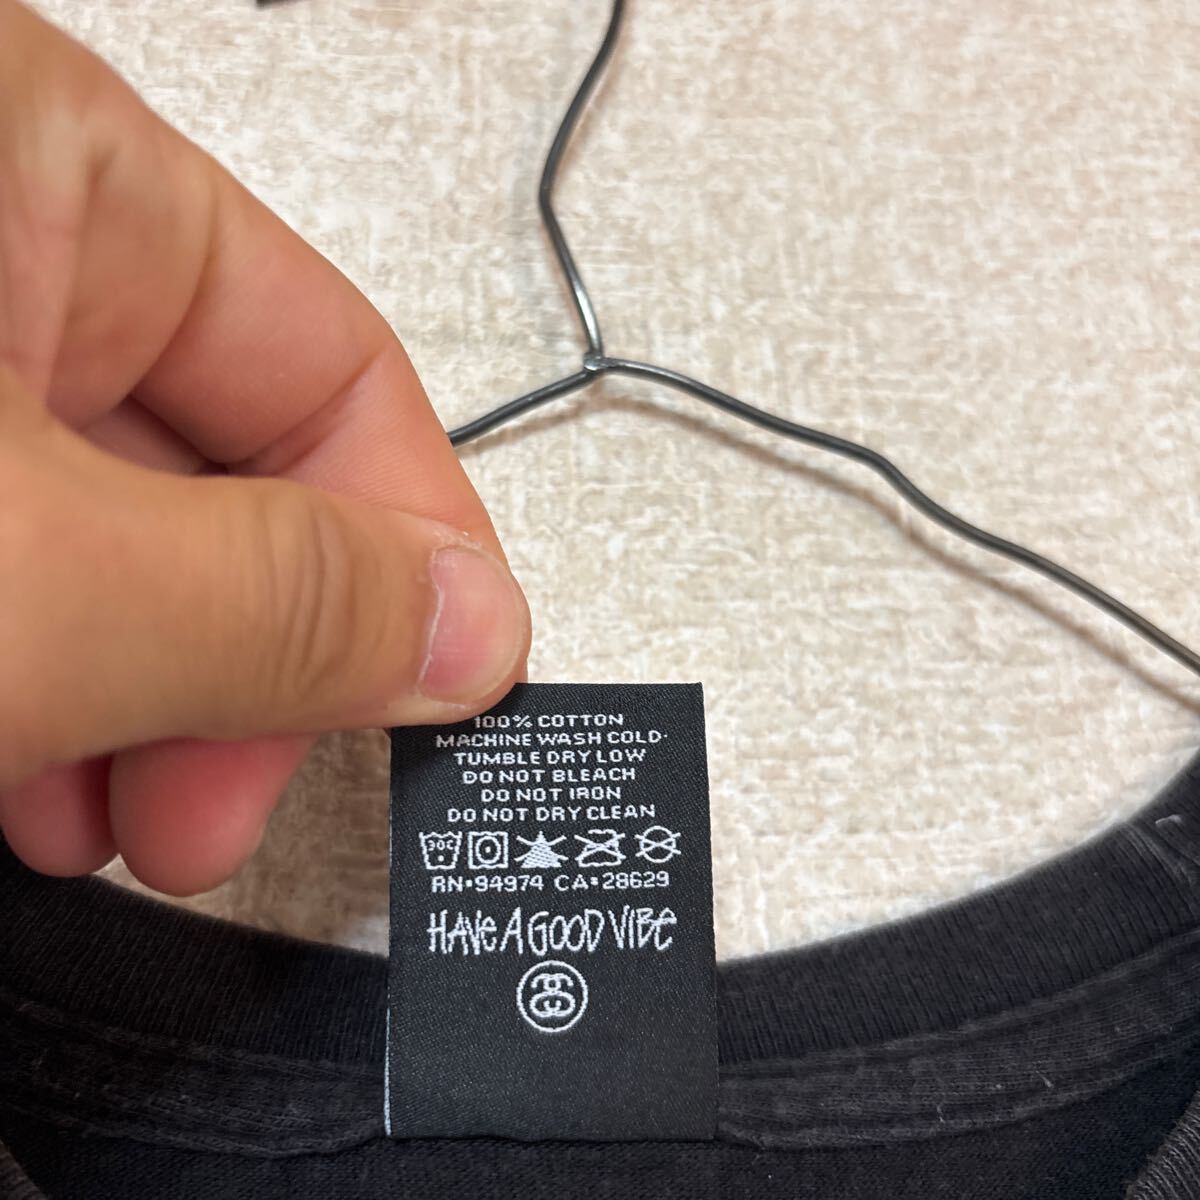 100% COTTON
MACHINE WASH COLD·
TUMBLE DRY LOW
DO NOT BLEACH
DO NOT IRON
DO NOT DRY CLEAN
30C
RN·94974 CA:28629
HAVE A GOOD VIBE